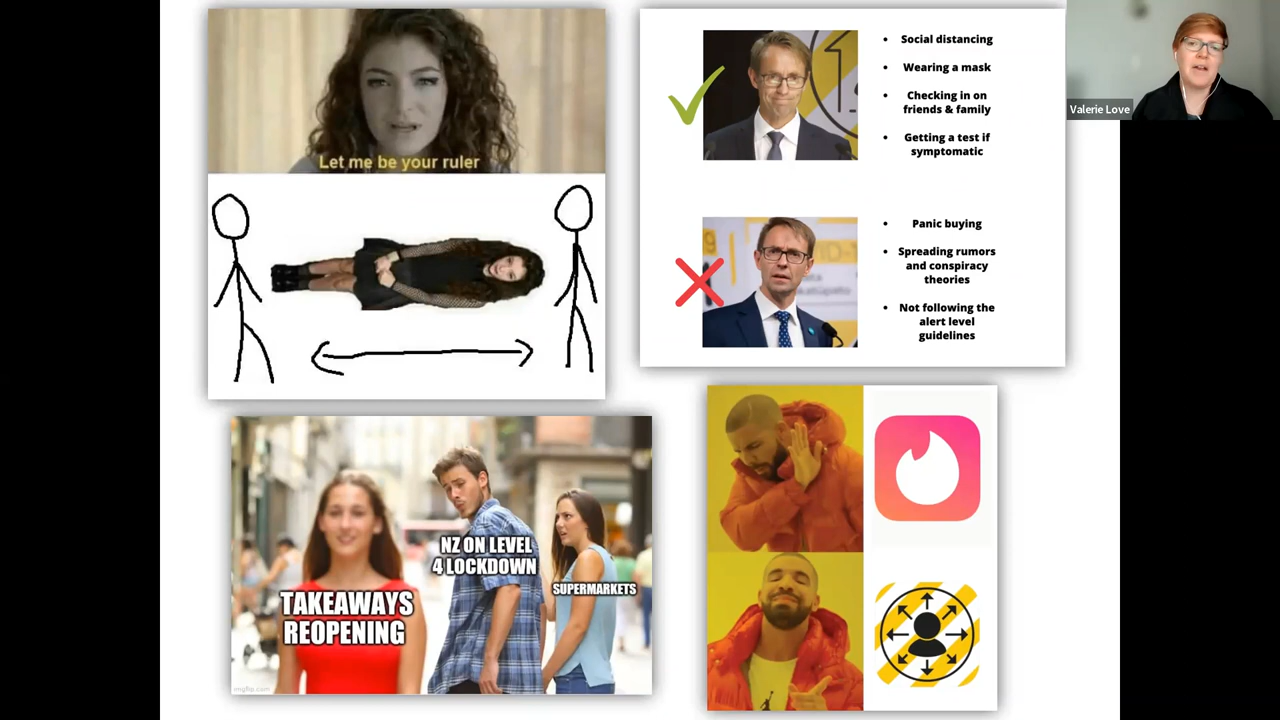 Let me be your ruler
Social distancing
Wearing a mask
Checking in on
friends & family
Getting a test if
symptomatic
Panic buying
Spreading rumors
and conspiracy
theories
Not following the
alert level
guidelines
Valerie Love
NZ ON LEVEL
4 LOCKDOWN
SUPERMARKETS
TAKEAWAYS
REOPENING
imgflip.com